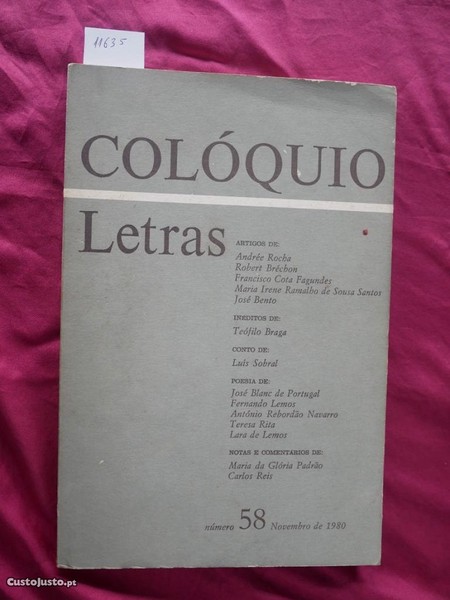 11635
COLÓQUIO
Letras
ARTIGOS DE:
Andrée Rocha
Robert Bréchon
Francisco Cota Fagundes
Maria Irene Ramalho de Sousa Santos
José Bento
INÉDITOS DE:
Teófilo Braga
CONTO DE:
Luís Sobral
POESIA DE:
José Blanc de Portugal
Fernando Lemos
António Rebordão Navarro
Teresa Rita
Lara de Lemos
NOTAS E COMENTÁRIOS DE:
Maria da Glória Padrão
Carlos Reis
número 58 Novembro de 1980
CustoJusto.pt